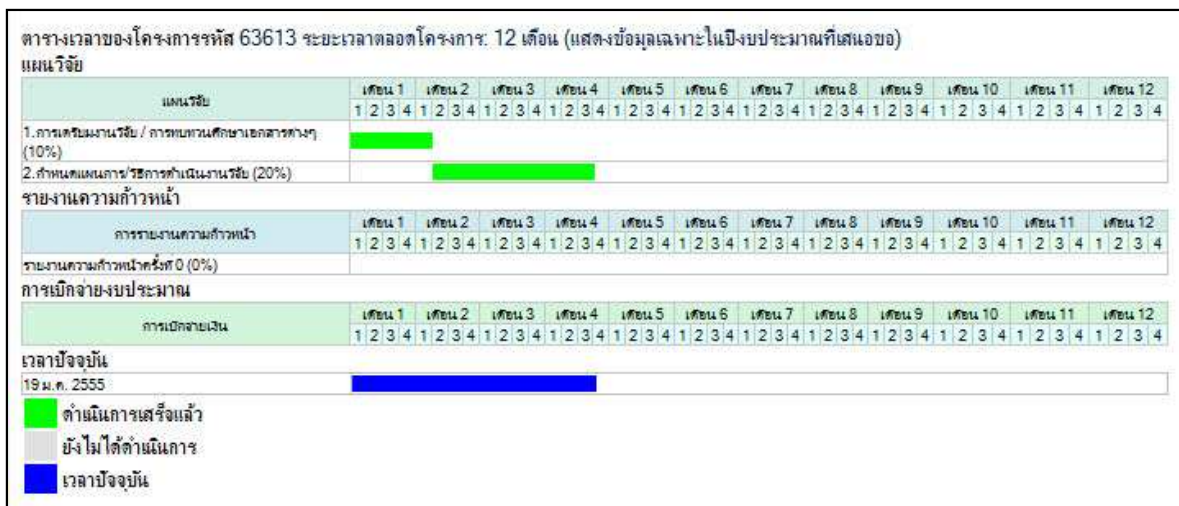 ตารางเวลาของโครงการรหัส 63613 ระยะเวลาตลอดโครงการ: 12 เดือน (แสดงข้อมูลเฉพาะในปีงบประมาณที่เสนอขอ)
แผนวิจัย
แผนวิจัย เดือน 1 เดือน 2 เดือน 3 เดือน 4 เดือน 5 เดือน 6 เดือน 7 เดือน 8 เดือน 9 เดือน 10 เดือน 11 เดือน 12
1 2 3 4 1 2 3 4 1 2 3 4 1 2 3 4 1 2 3 4 1 2 3 4 1 2 3 4 1 2 3 4 1 2 3 4 1 2 3 4 1 2 3 4 1 2 3 4
1.การเตรียมงานวิจัย / การทบทวนศึกษาเอกสารต่างๆ
(10%)
2.กำหนดแผนการ/วิธีการดำเนินงานวิจัย (20%)
รายงานความก้าวหน้า
การรายงานความก้าวหน้า เดือน 1 เดือน 2 เดือน 3 เดือน 4 เดือน 5 เดือน 6 เดือน 7 เดือน 8 เดือน 9 เดือน 10 เดือน 11 เดือน 12
1 2 3 4 1 2 3 4 1 2 3 4 1 2 3 4 1 2 3 4 1 2 3 4 1 2 3 4 1 2 3 4 1 2 3 4 1 2 3 4 1 2 3 4 1 2 3 4
รายงานความก้าวหน้าครั้งที่ 0 (0%)
การเบิกจ่ายงบประมาณ
การเบิกจ่ายเงิน เดือน 1 เดือน 2 เดือน 3 เดือน 4 เดือน 5 เดือน 6 เดือน 7 เดือน 8 เดือน 9 เดือน 10 เดือน 11 เดือน 12
1 2 3 4 1 2 3 4 1 2 3 4 1 2 3 4 1 2 3 4 1 2 3 4 1 2 3 4 1 2 3 4 1 2 3 4 1 2 3 4 1 2 3 4 1 2 3 4
เวลาปัจจุบัน
19 ม.ค. 2555
ดำเนินการเสร็จแล้ว
ยังไม่ได้ดำเนินการ
เวลาปัจจุบัน